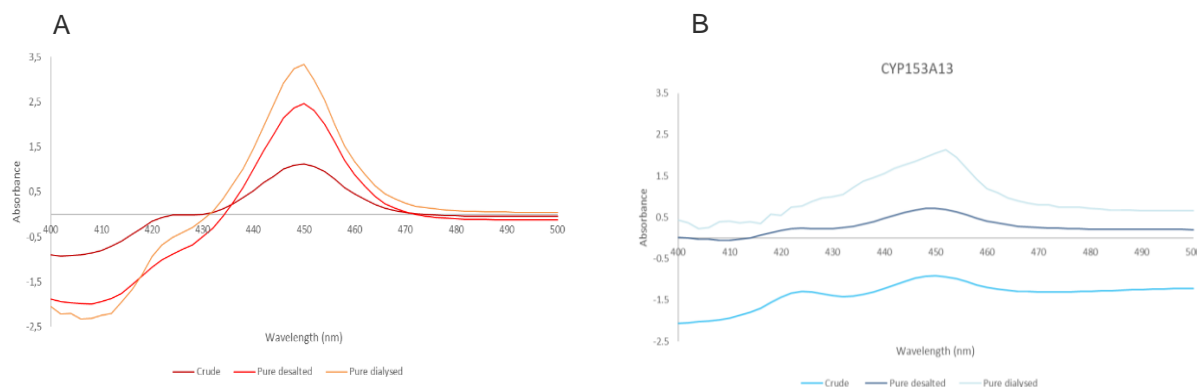 A
3,5
2,5
1,5
0,5
-0,5
-1,5
-2,5
400 410 420 430 440 450 460 470 480 490 500
Absorbance
Wavelength (nm)
Crude Pure desalted Pure dialysed
B
CYP153A13
3.5
2.5
1.5
0.5
-0.5
-1.5
-2.5
400 410 420 430 440 450 460 470 480 490 500
Absorbance
Wavelength (nm)
Crude Pure desalted Pure dialysed